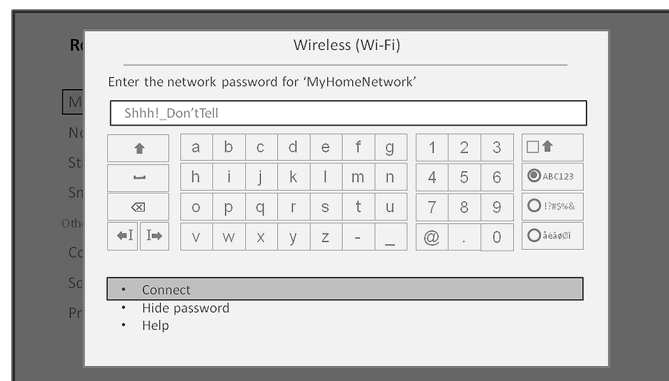 Wireless (Wi-Fi)
Enter the network password for ‘MyHomeNetwork’
Shhh!_Don’tTell
a b c d e f g 1 2 3
h i j k l m n 4 5 6 ABC123
o p q r s t u 7 8 9 !?#$%&
v w x y z - _ @ . 0
• Connect
• Hide password
• Help